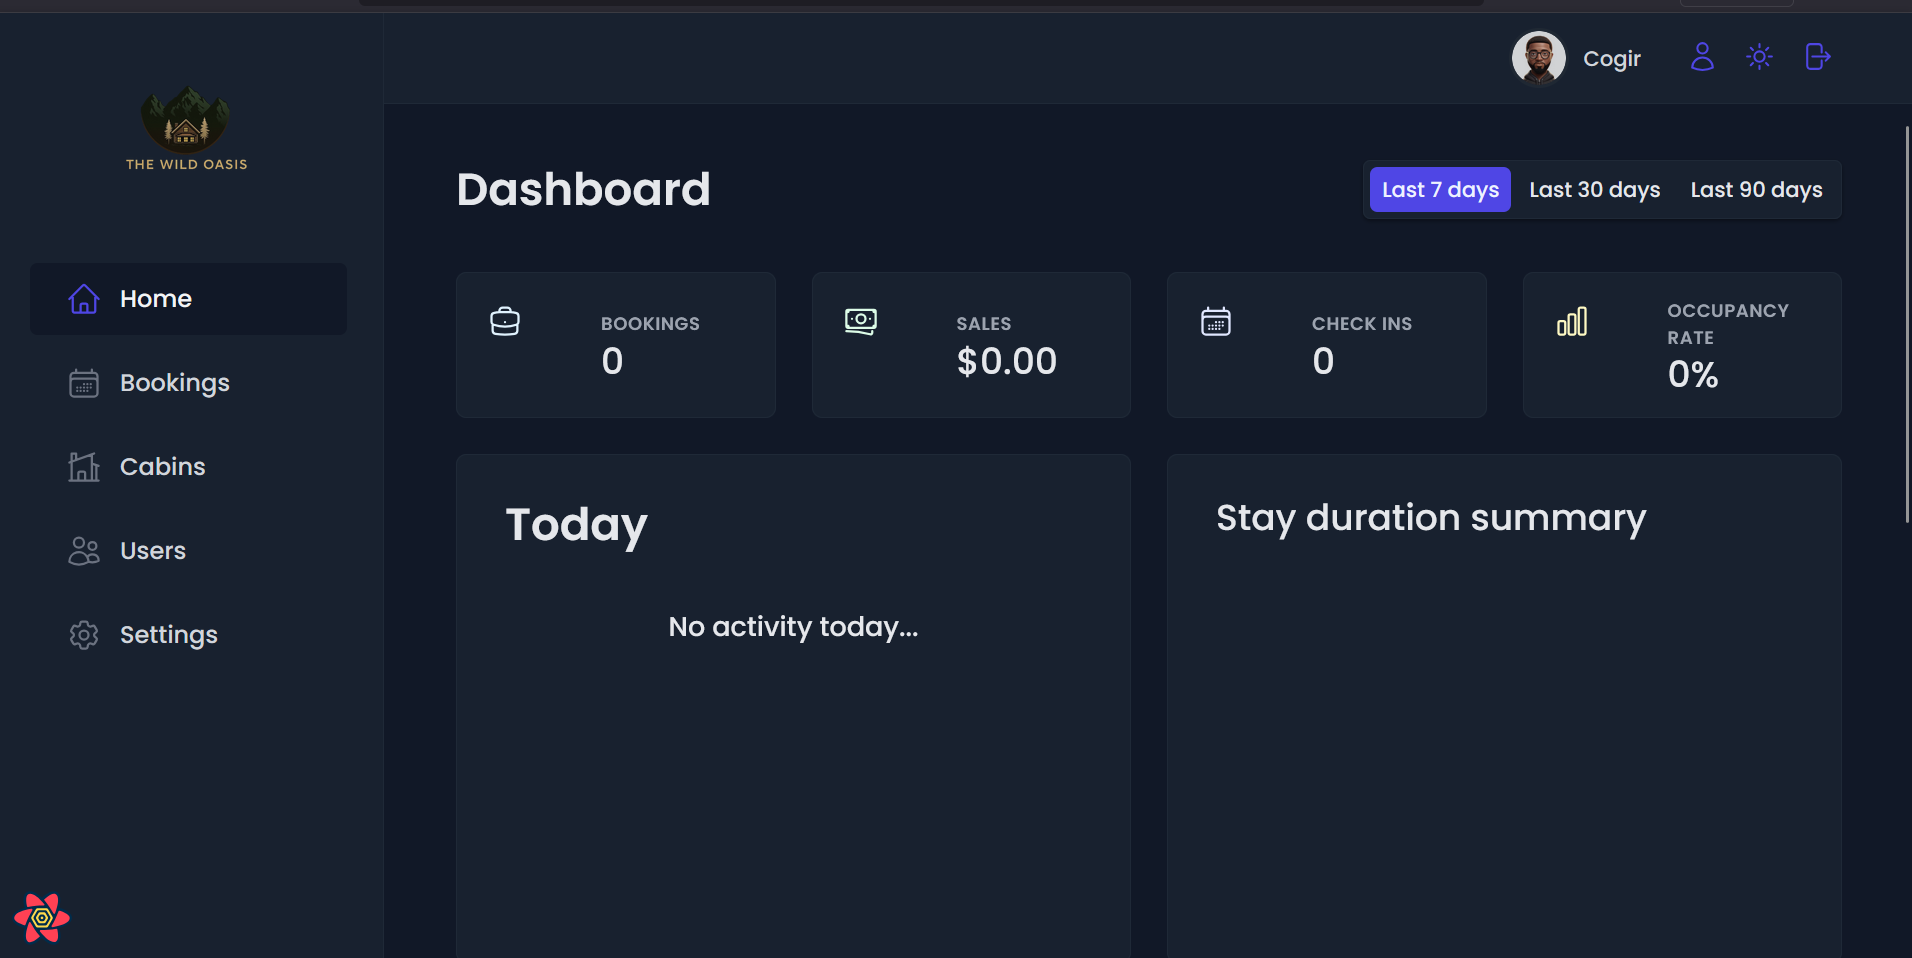 Cogir
THE WILD OASIS
Home
Bookings
Cabins
Users
Settings
Dashboard
Last 7 days
Last 30 days
Last 90 days
BOOKINGS
0
SALES
$0.00
CHECK INS
0
OCCUPANCY
RATE
0%
Today
No activity today...
Stay duration summary